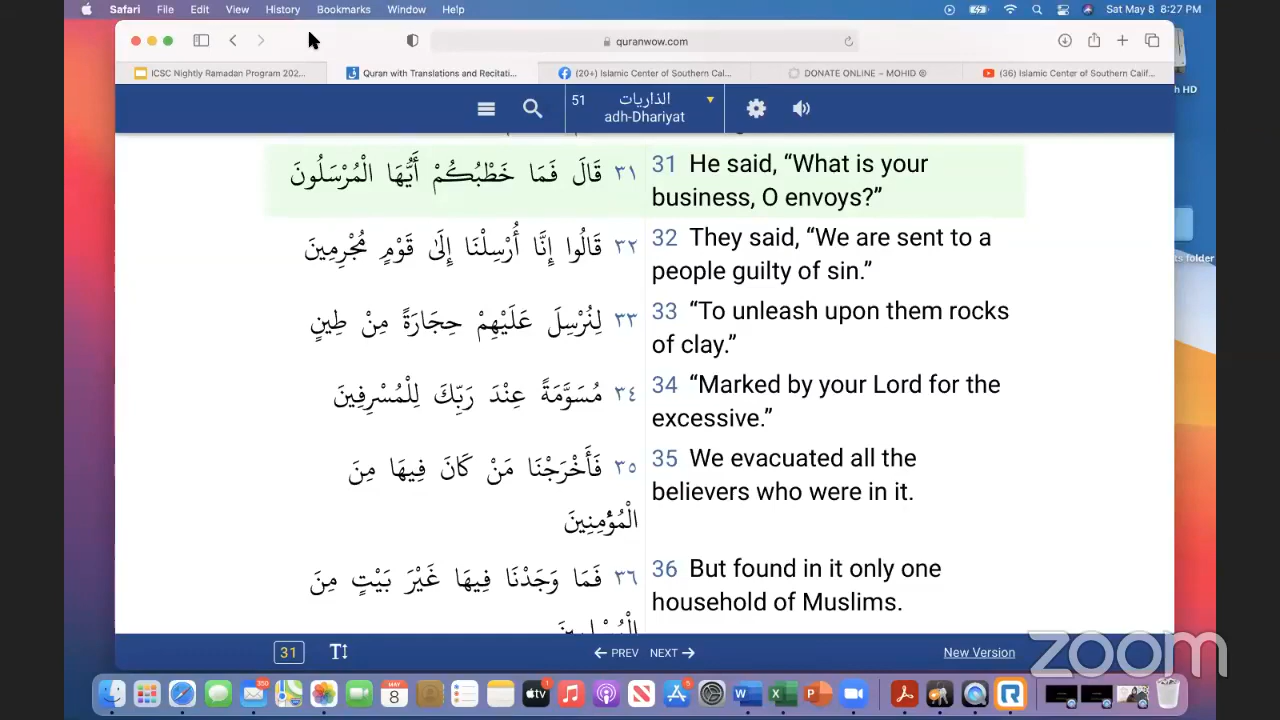 Safari File Edit View History Bookmarks Window Help Sat May 8 8:27 PM
quranwow.com
ICSC Nightly Ramadan Program 202... Quran with Translations and Recitati... (20+) Islamic Center of Southern Cal... DONATE ONLINE – MOHID ® (36) Islamic Center of Southern Calif...
51 الذاريات
adh-Dhariyat
٣١ قَالَ فَمَا خَطْبُكُمْ أَيُّهَا الْمُرْسَلُونَ
31 He said, “What is your
business, O envoys?”
٣٢ قَالُوا إِنَّا أُرْسِلْنَا إِلَىٰ قَوْمٍ مُجْرِمِينَ
32 They said, “We are sent to a
people guilty of sin.”
٣٣ لِنُرْسِلَ عَلَيْهِمْ حِجَارَةً مِنْ طِينٍ
33 “To unleash upon them rocks
of clay.”
٣٤ مُسَوَّمَةً عِنْدَ رَبِّكَ لِلْمُسْرِفِينَ
34 “Marked by your Lord for the
excessive.”
٣٥ فَأَخْرَجْنَا مَنْ كَانَ فِيهَا مِنَ
الْمُؤْمِنِينَ
35 We evacuated all the
believers who were in it.
٣٦ فَمَا وَجَدْنَا فِيهَا غَيْرَ بَيْتٍ مِنَ
36 But found in it only one
household of Muslims.
31 PREV NEXT New Version
zoom